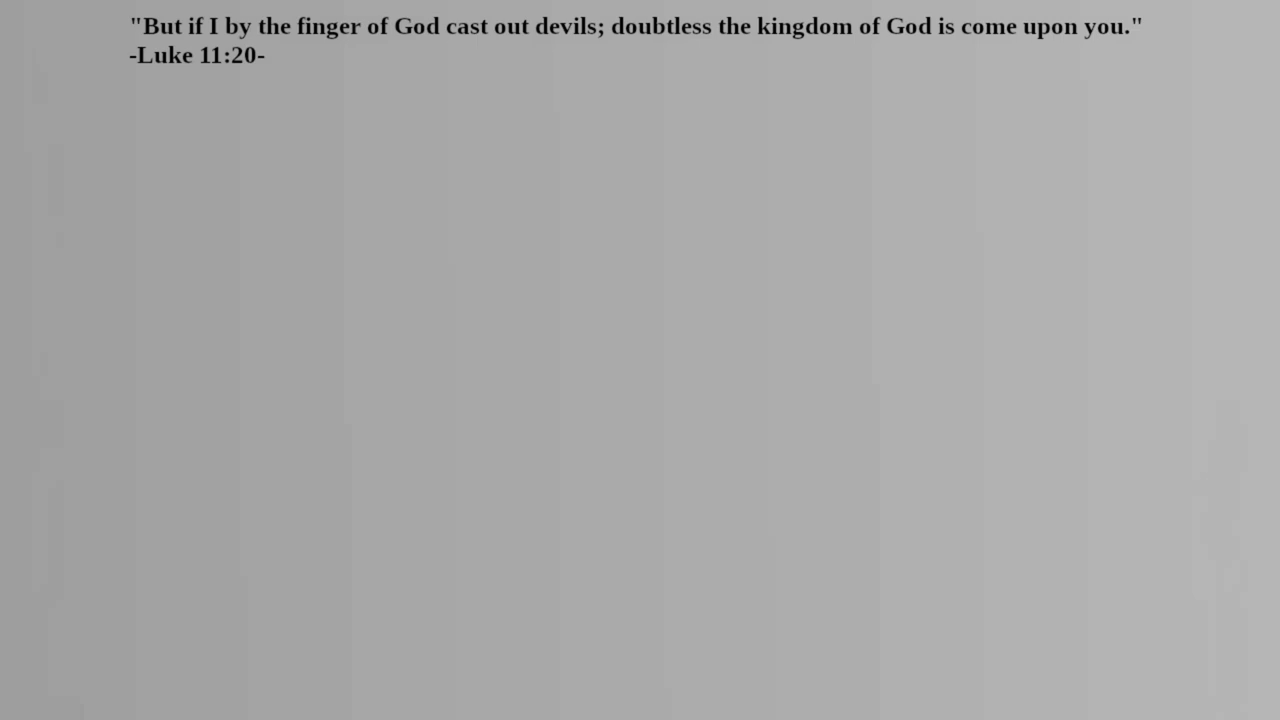 "But if I by the finger of God cast out devils; doubtless the kingdom of God is come upon you."
-Luke 11:20-